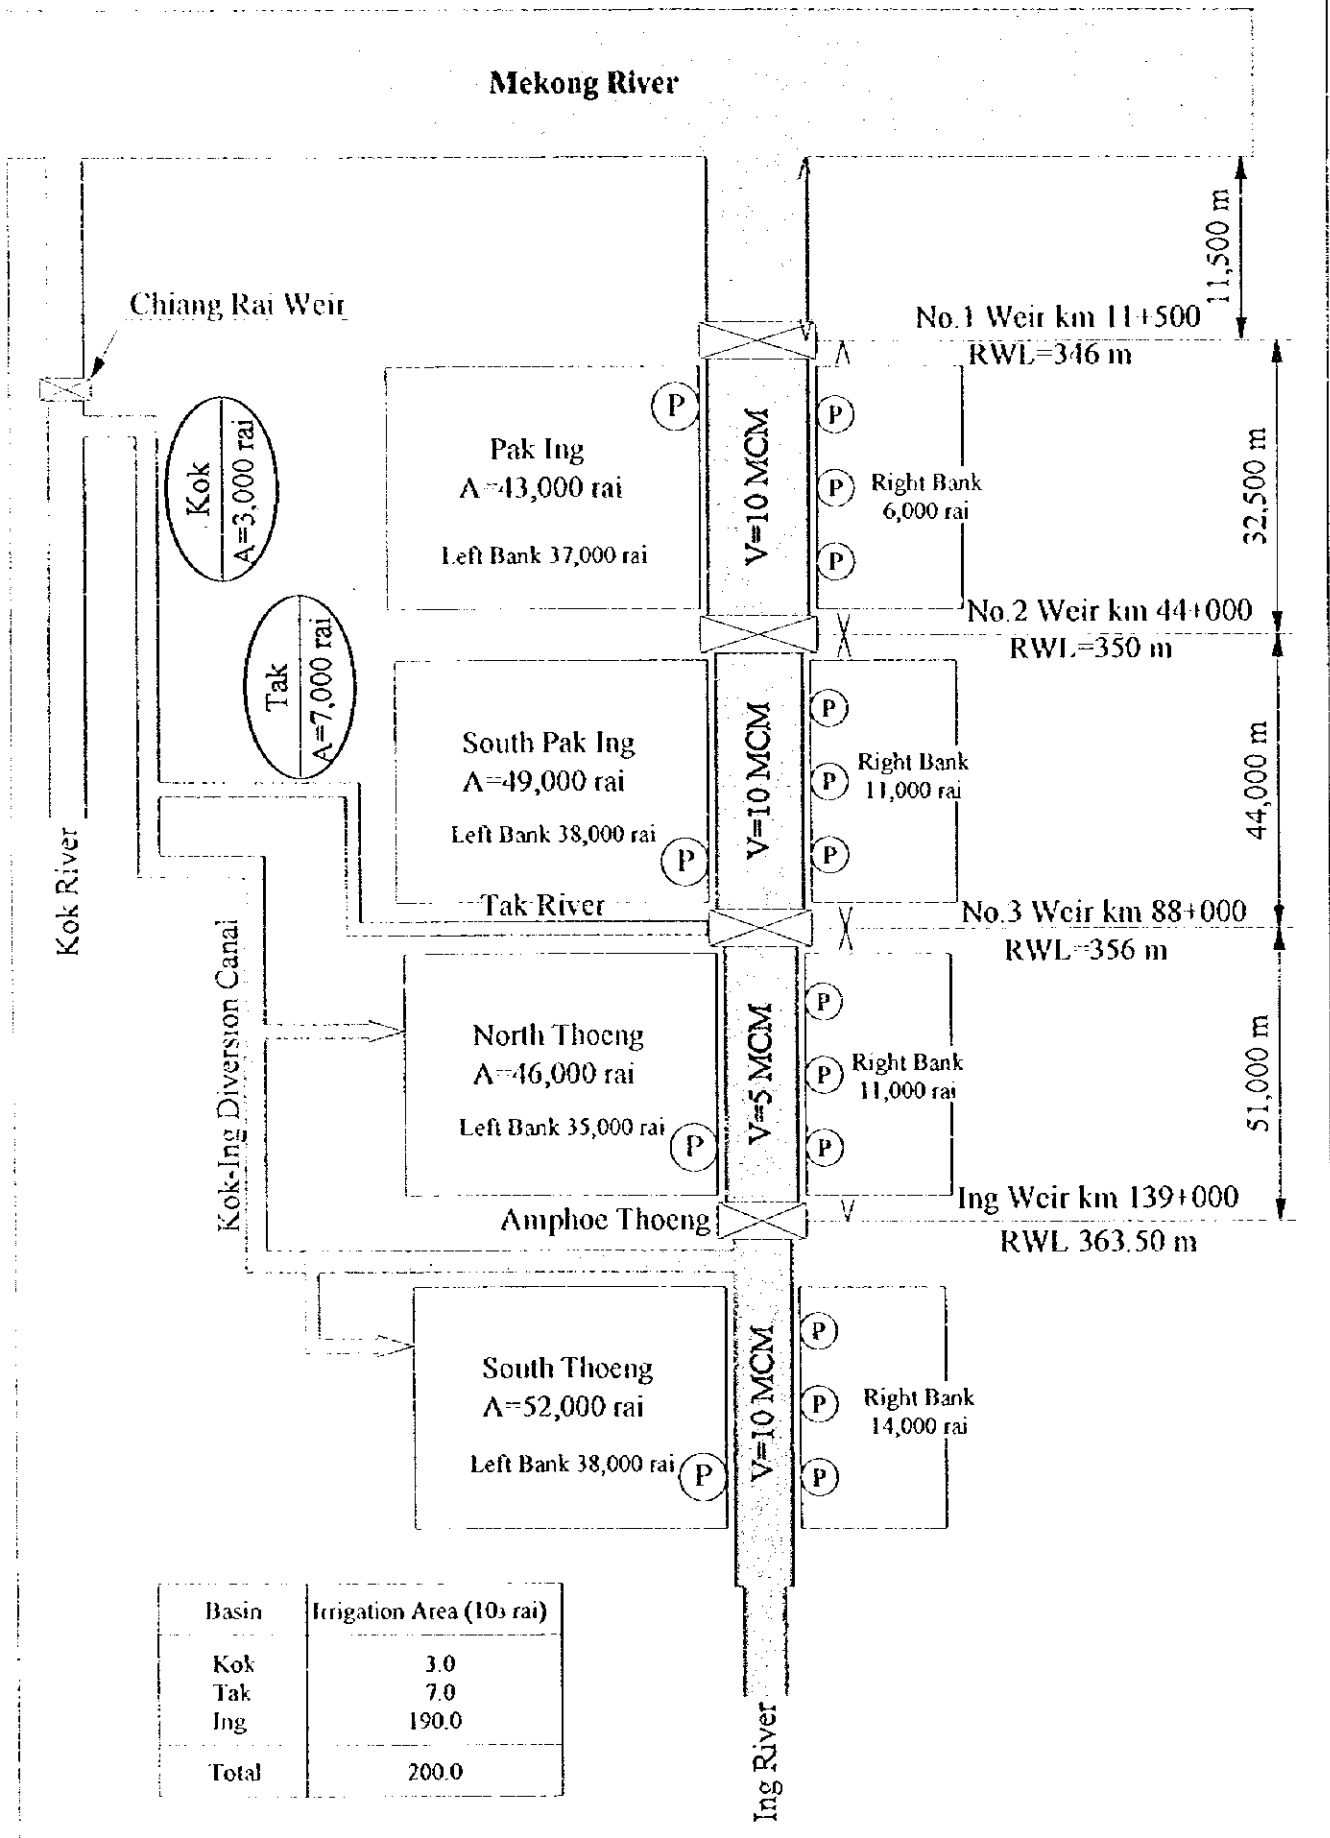 Mekong River
11,500 m
Chiang Rai Weir
No.1 Weir km 11+500
RWL=346 m
Kok
A=3,000 rai
P
P
Pak Ing
A=43,000 rai
Left Bank 37,000 rai
V=10 MCM
P
P
Right Bank
6,000 rai
32,500 m
No.2 Weir km 44+000
RWL=350 m
Tak
A=7,000 rai
South Pak Ing
A=49,000 rai
Left Bank 38,000 rai
P
V=10 MCM
P
P
P
Right Bank
11,000 rai
44,000 m
Kok River
Tak River
No.3 Weir km 88+000
RWL=356 m
Kok-Ing Diversion Canal
North Thoeng
A=46,000 rai
Left Bank 35,000 rai
P
V=5 MCM
P
P
P
Right Bank
11,000 rai
51,000 m
Amphoe Thoeng
Ing Weir km 139+000
RWL 363.50 m
South Thoeng
A=52,000 rai
Left Bank 38,000 rai
P
V=10 MCM
P
P
P
Right Bank
14,000 rai
Basin Irrigation Area (10³ rai)
Kok 3.0
Tak 7.0
Ing 190.0
Total 200.0
Ing River